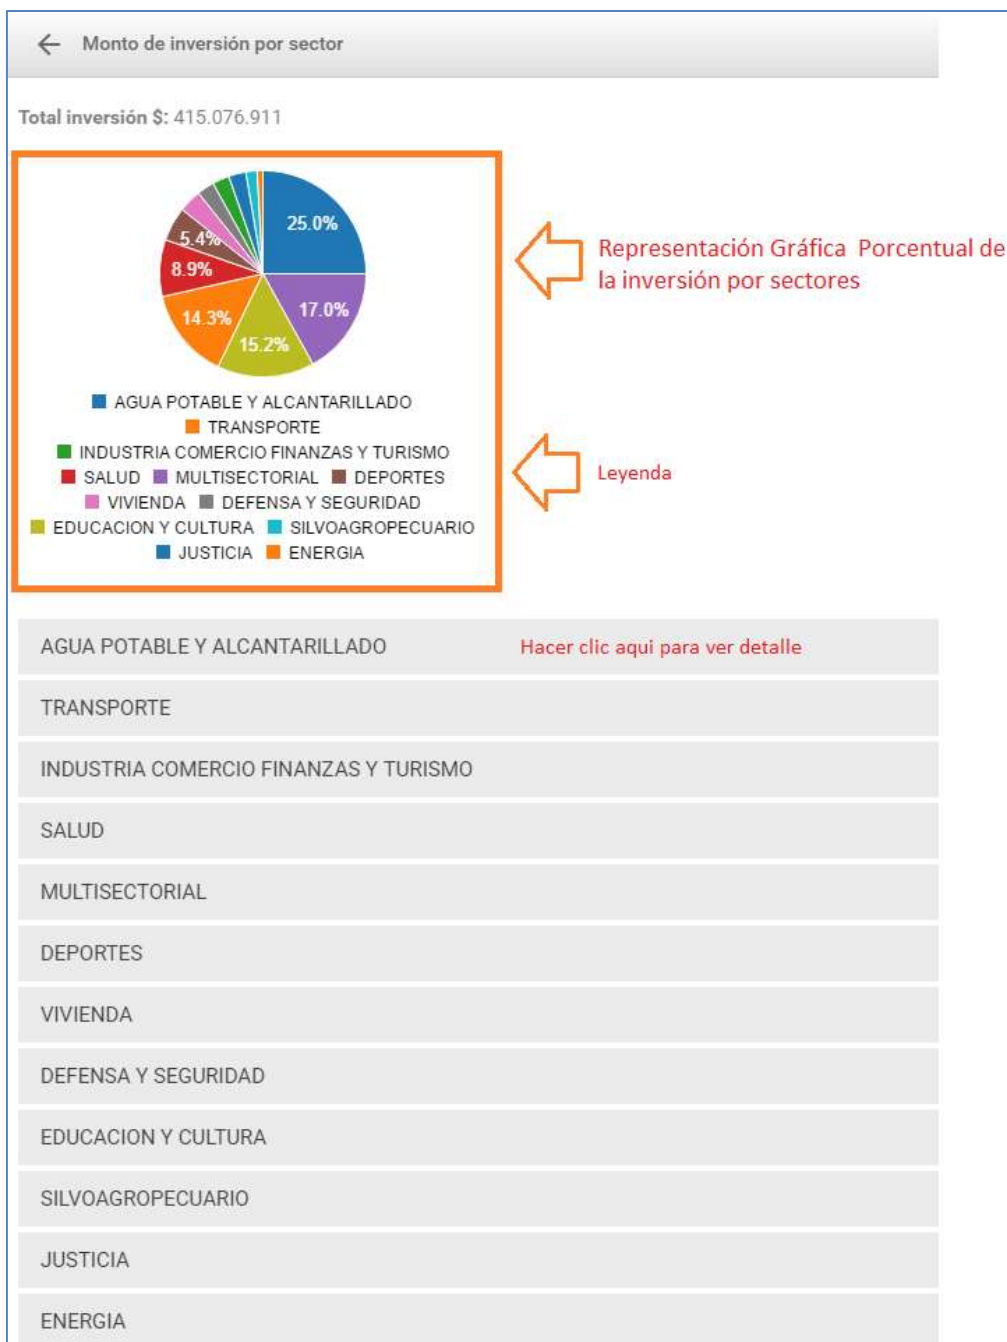 Monto de inversión por sector
Total inversión $: 415.076.911
25.0%
5.4%
8.9%
17.0%
14.3%
15.2%
Representación Gráfica Porcentual de
la inversión por sectores
AGUA POTABLE Y ALCANTARILLADO
TRANSPORTE
INDUSTRIA COMERCIO FINANZAS Y TURISMO
SALUD MULTISECTORIAL DEPORTES
VIVIENDA DEFENSA Y SEGURIDAD
EDUCACION Y CULTURA SILVOAGROPECUARIO
JUSTICIA ENERGIA
Leyenda
AGUA POTABLE Y ALCANTARILLADO Hacer clic aqui para ver detalle
TRANSPORTE
INDUSTRIA COMERCIO FINANZAS Y TURISMO
SALUD
MULTISECTORIAL
DEPORTES
VIVIENDA
DEFENSA Y SEGURIDAD
EDUCACION Y CULTURA
SILVOAGROPECUARIO
JUSTICIA
ENERGIA